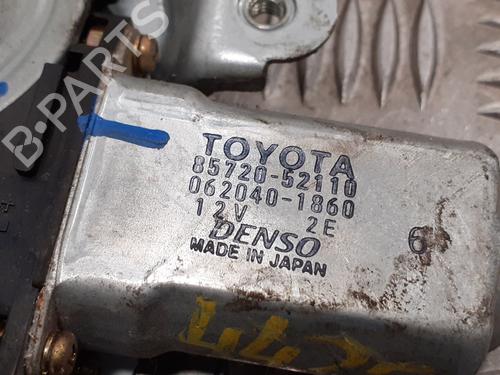 B-PARTS
TOYOTA
85720-52110
062040-1860
12V 2E
DENSO 6
MADE IN JAPAN